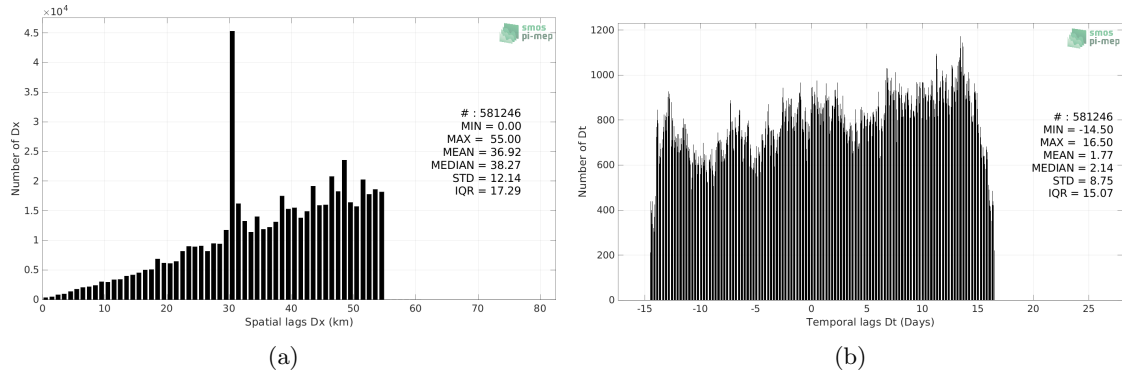 ×10^4
4.5
4
3.5
3
2.5
2
1.5
1
0.5
0
0 10 20 30 40 50 60 70 80
Number of Dx
Spatial lags Dx (km)
smos
pi-mep
# : 581246
MIN = 0.00
MAX = 55.00
MEAN = 36.92
MEDIAN = 38.27
STD = 12.14
IQR = 17.29
(a)
1200
1000
800
600
400
200
0
-15 -10 -5 0 5 10 15 20 25
Number of Dt
Temporal lags Dt (Days)
smos
pi-mep
# : 581246
MIN = -14.50
MAX = 16.50
MEAN = 1.77
MEDIAN = 2.14
STD = 8.75
IQR = 15.07
(b)